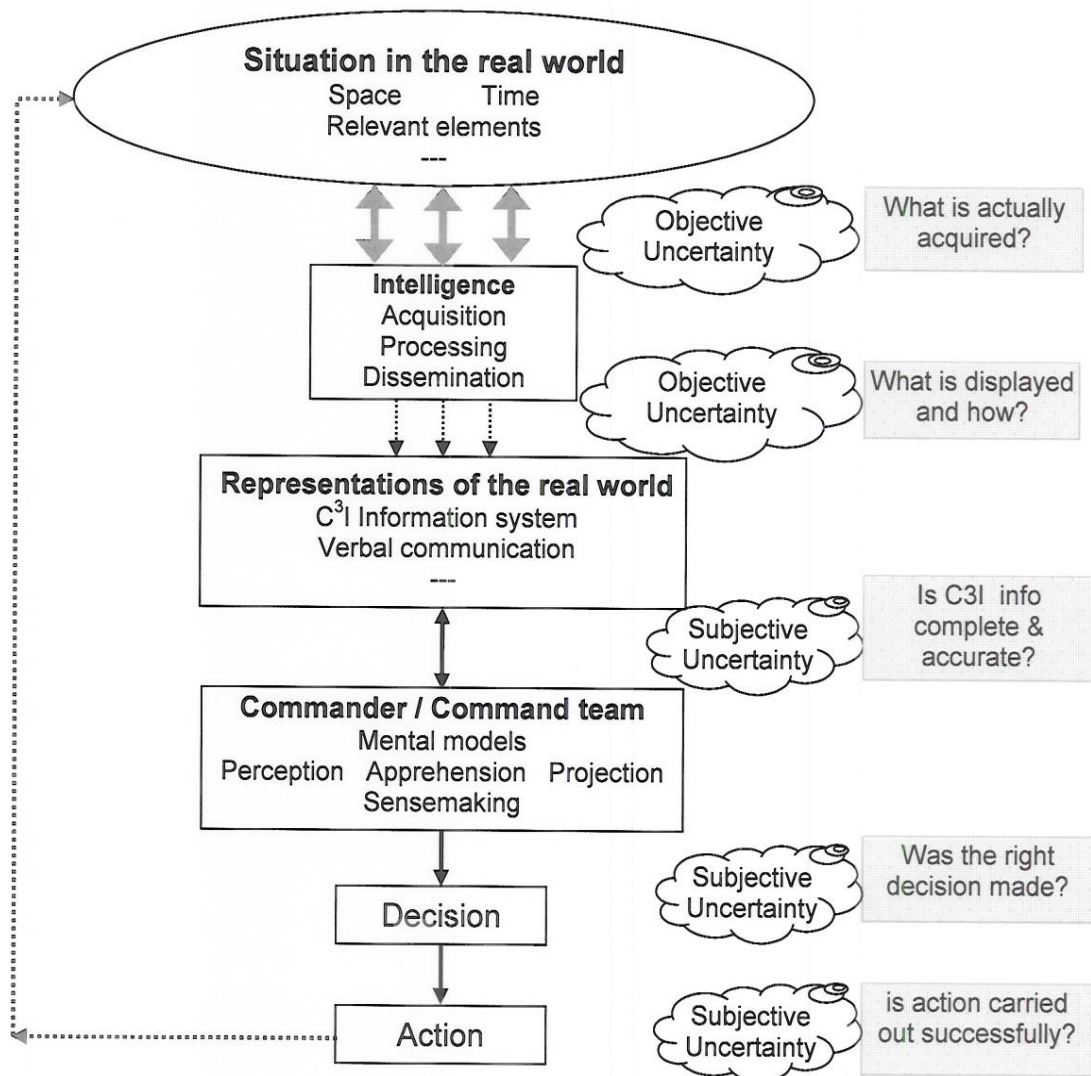 Situation in the real world
Space Time
Relevant elements
---
Objective
Uncertainty
What is actually
acquired?
Intelligence
Acquisition
Processing
Dissemination
Objective
Uncertainty
What is displayed
and how?
Representations of the real world
C³I Information system
Verbal communication
----
Subjective
Uncertainty
Is C3I info
complete &
accurate?
Commander / Command team
Mental models
Perception Apprehension Projection
Sensemaking
Subjective
Uncertainty
Was the right
decision made?
Decision
Subjective
Uncertainty
is action carried
out successfully?
Action